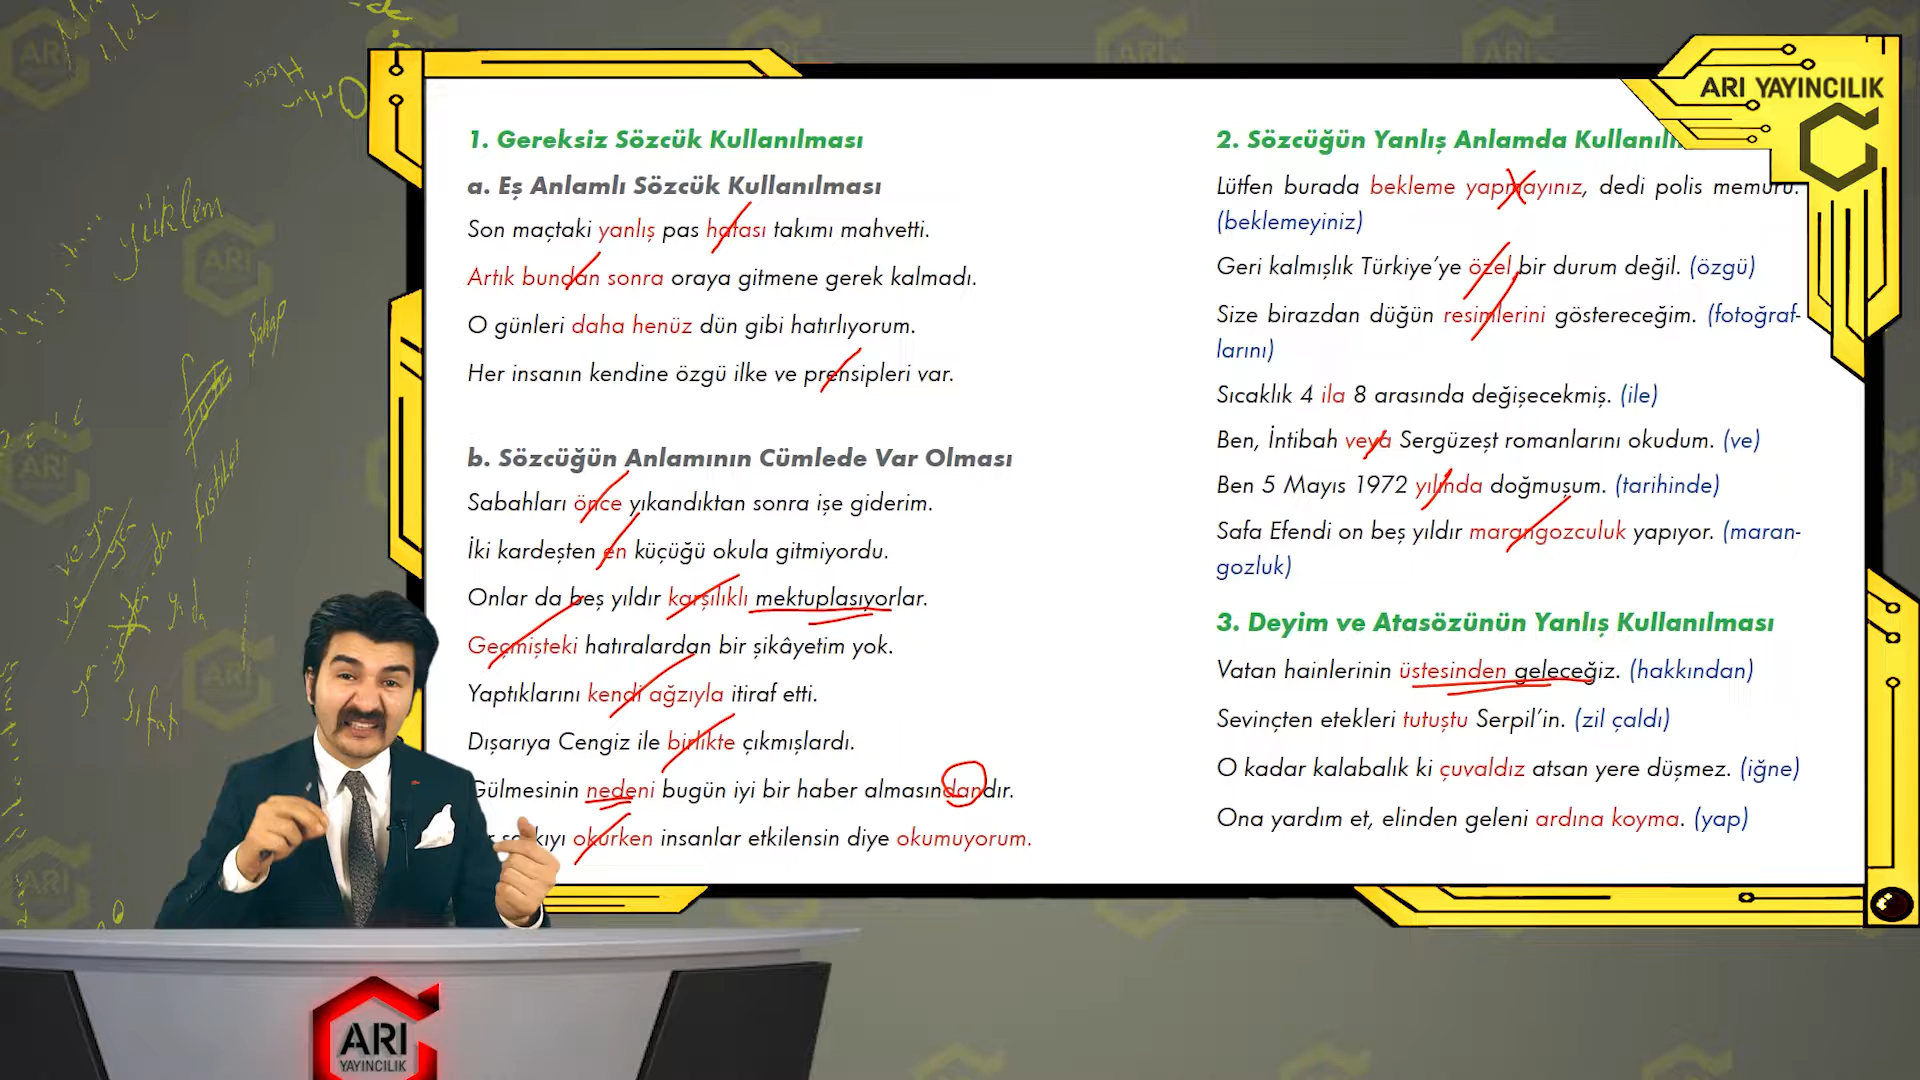 ARI YAYINCILIK
1. Gereksiz Sözcük Kullanılması
a. Eş Anlamlı Sözcük Kullanılması
Son maçtaki yanlış pas hatası takımı mahvetti.
Artık bundan sonra oraya gitmene gerek kalmadı.
O günleri daha henüz dün gibi hatırlıyorum.
Her insanın kendine özgü ilke ve prensipleri var.
b. Sözcüğün Anlamının Cümlede Var Olması
Sabahları önce yıkandıktan sonra işe giderim.
İki kardeşten en küçüğü okula gitmiyordu.
Onlar da beş yıldır karşılıklı mektuplaşıyorlar.
Geçmişteki hatıralardan bir şikâyetim yok.
Yaptıklarını kendi ağzıyla itiraf etti.
Dışarıya Cengiz ile birlikte çıkmışlardı.
Gülmesinin nedeni bugün iyi bir haber almasındandır.
okurken insanlar etkilensin diye okumuyorum.
2. Sözcüğün Yanlış Anlamda
Lütfen burada bekleme yapmayınız, dedi polis memuru.
(beklemeyiniz)
Geri kalmışlık Türkiye'ye özel bir durum değil. (özgü)
Size birazdan düğün resimlerini göstereceğim. (fotoğraf-
larını)
Sıcaklık 4 ila 8 arasında değişecekmiş. (ile)
Ben, İntibah veya Sergüzeşt romanlarını okudum. (ve)
Ben 5 Mayıs 1972 yılında doğmuşum. (tarihinde)
Safa Efendi on beş yıldır marangozculuk yapıyor. (maran-
gozluk)
3. Deyim ve Atasözünün Yanlış Kullanılması
Vatan hainlerinin üstesinden geleceğiz. (hakkından)
Sevinçten etekleri tutuştu Serpil'in. (zil çaldı)
O kadar kalabalık ki çuvaldız atsan yere düşmez. (iğne)
Ona yardım et, elinden geleni ardına koyma. (yap)
yüklem
şahap
fıstıkçı
veya
ya da
sıfat
ARI
YAYINCILIK